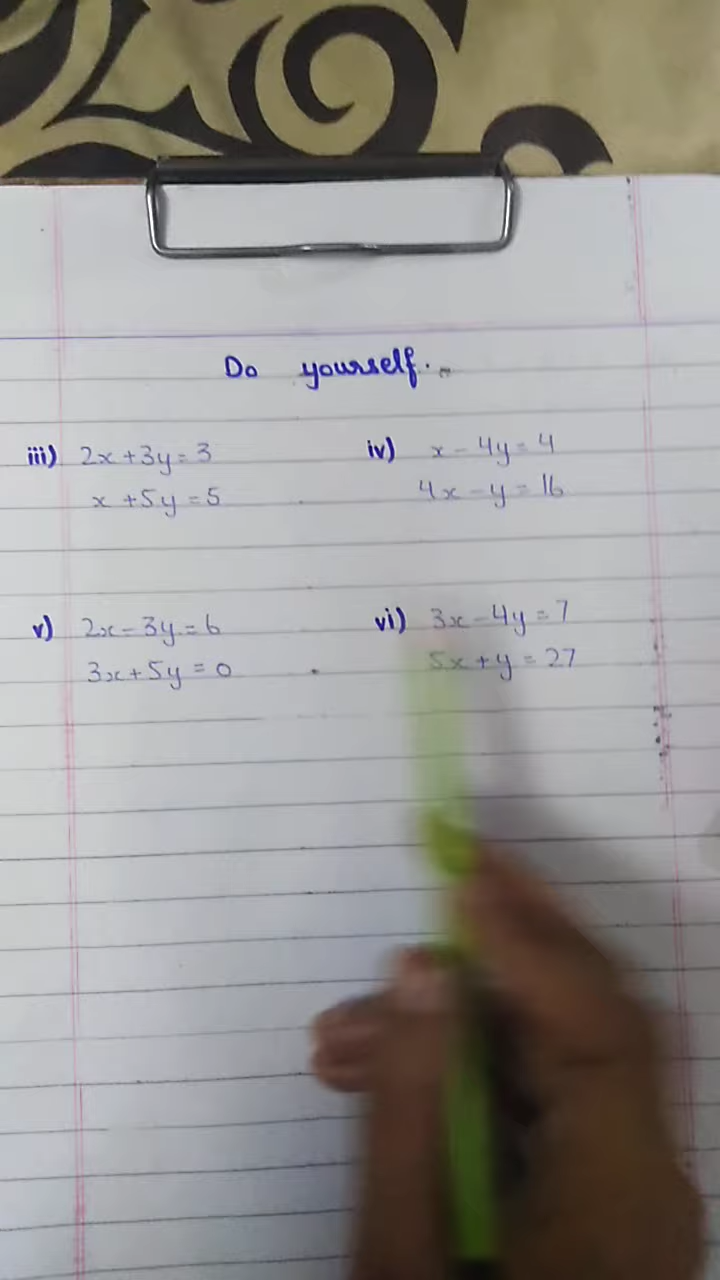 Do yourself.
iii) 2x + 3y = 3
x + 5y = 5
iv) x - 4y = 4
4x - y = 16
v) 2x - 3y = 6
3x + 5y = 0
vi) 3x - 4y = 7
5x + y = 27